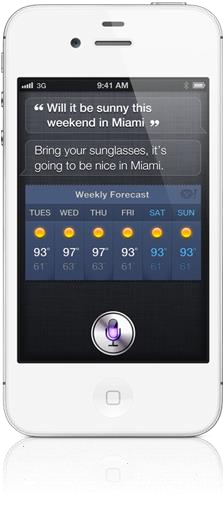 3G 9:41 AM
“ Will it be sunny this
weekend in Miami ”
Bring your sunglasses, it's
going to be nice in Miami.
Weekly Forecast Y!
TUES WED THU FRI SAT SUN
93° 97° 97° 93° 93° 93°
61° 63° 63° 61° 61° 61°